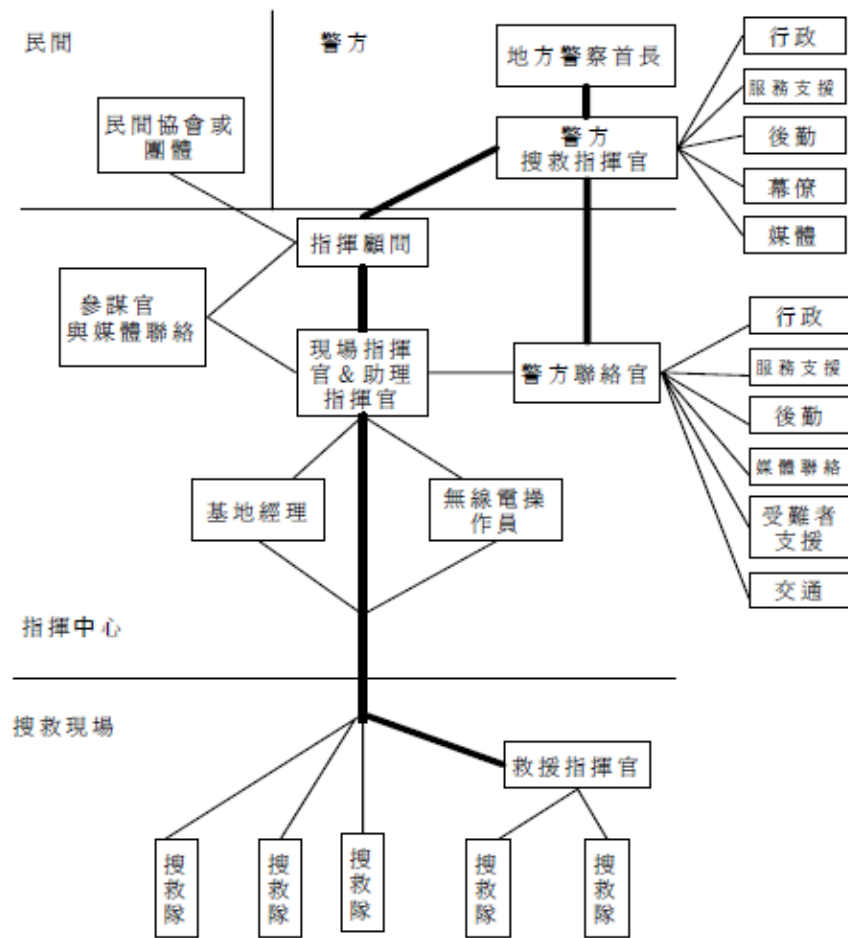 民間
警方
地方警察首長
行政
服務支援
後勤
幕僚
媒體
民間協會或
團體
警方
搜救指揮官
指揮顧問
參謀官
與媒體聯絡
現場指揮
官&助理
指揮官
警方聯絡官
行政
服務支援
後勤
媒體聯絡
受難者
支援
交通
基地經理
無線電操
作員
指揮中心
搜救現場
救援指揮官
搜救隊
搜救隊
搜救隊
搜救隊
搜救隊